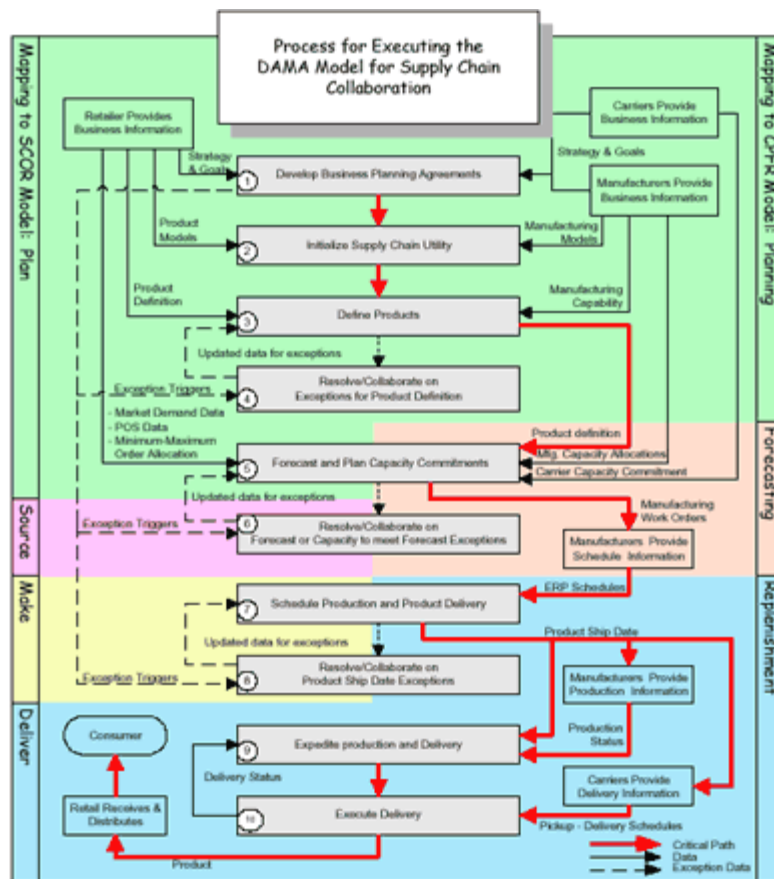 Process for Executing the
DAMA Model for Supply Chain
Collaboration
Mapping to SCOR Model: Plan
Mapping to CPFR Model: Planning
Retailer Provides
Business Information
Carriers Provide
Business Information
Strategy
& Goals
Strategy & Goals
1
Develop Business Planning Agreements
Manufacturers Provide
Business Information
Product
Models
Manufacturing
Models
2
Initialize Supply Chain Utility
Product
Definition
Manufacturing
Capability
3
Define Products
Updated data for exceptions
Exception Triggers
4
Resolve/Collaborate on
Exceptions for Product Definition
- Market Demand Data
- POS Data
- Minimum-Maximum
Order Allocation
Product definition
Mfg. Capacity Allocations
Carrier Capacity Commitment
Forecasting
5
Forecast and Plan Capacity Commitments
Updated data for exceptions
Source
Exception Triggers
6
Resolve/Collaborate on
Forecast or Capacity to meet Forecast Exceptions
Manufacturing
Work Orders
Manufacturers Provide
Schedule Information
ERP Schedules
Make
7
Schedule Production and Product Delivery
Replenishment
Product Ship Date
Updated data for exceptions
Exception Triggers
8
Resolve/Collaborate on
Product Ship Date Exceptions
Manufacturers Provide
Production Information
Deliver
Consumer
9
Expedite production and Delivery
Production
Status
Delivery Status
Carriers Provide
Delivery Information
Retail Receives &
Distributes
10
Execute Delivery
Pickup - Delivery Schedules
Product
Critical Path
Data
Exception Data